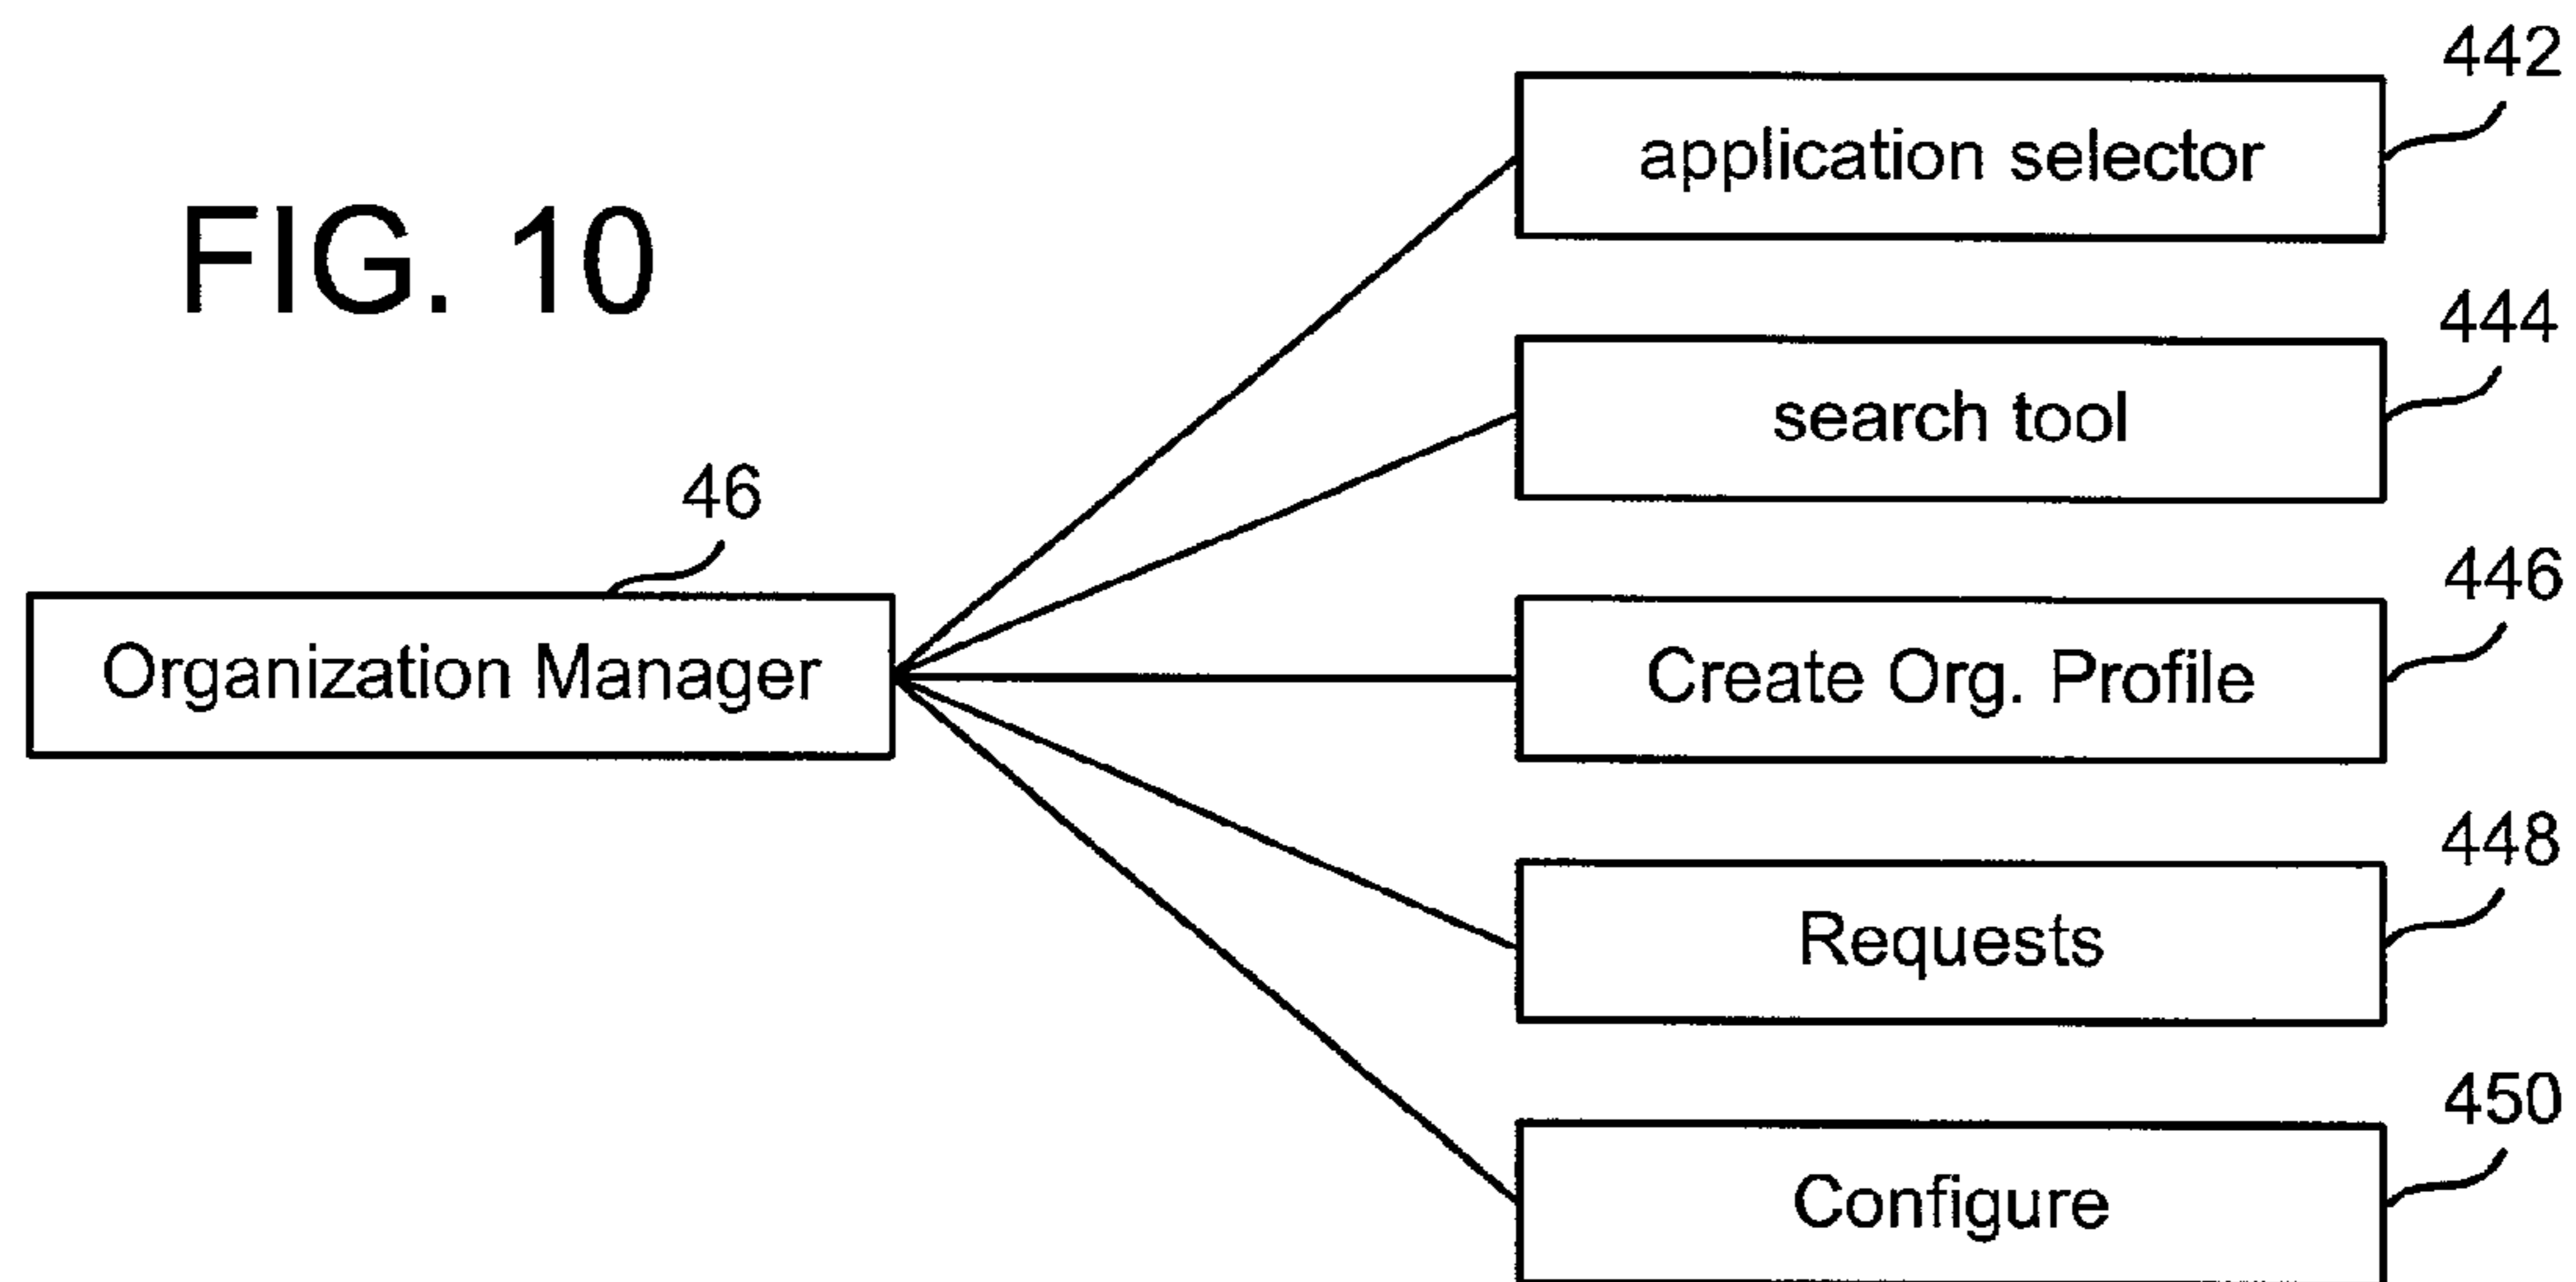 FIG. 10
442
application selector
444
search tool
46
Organization Manager
446
Create Org. Profile
448
Requests
450
Configure